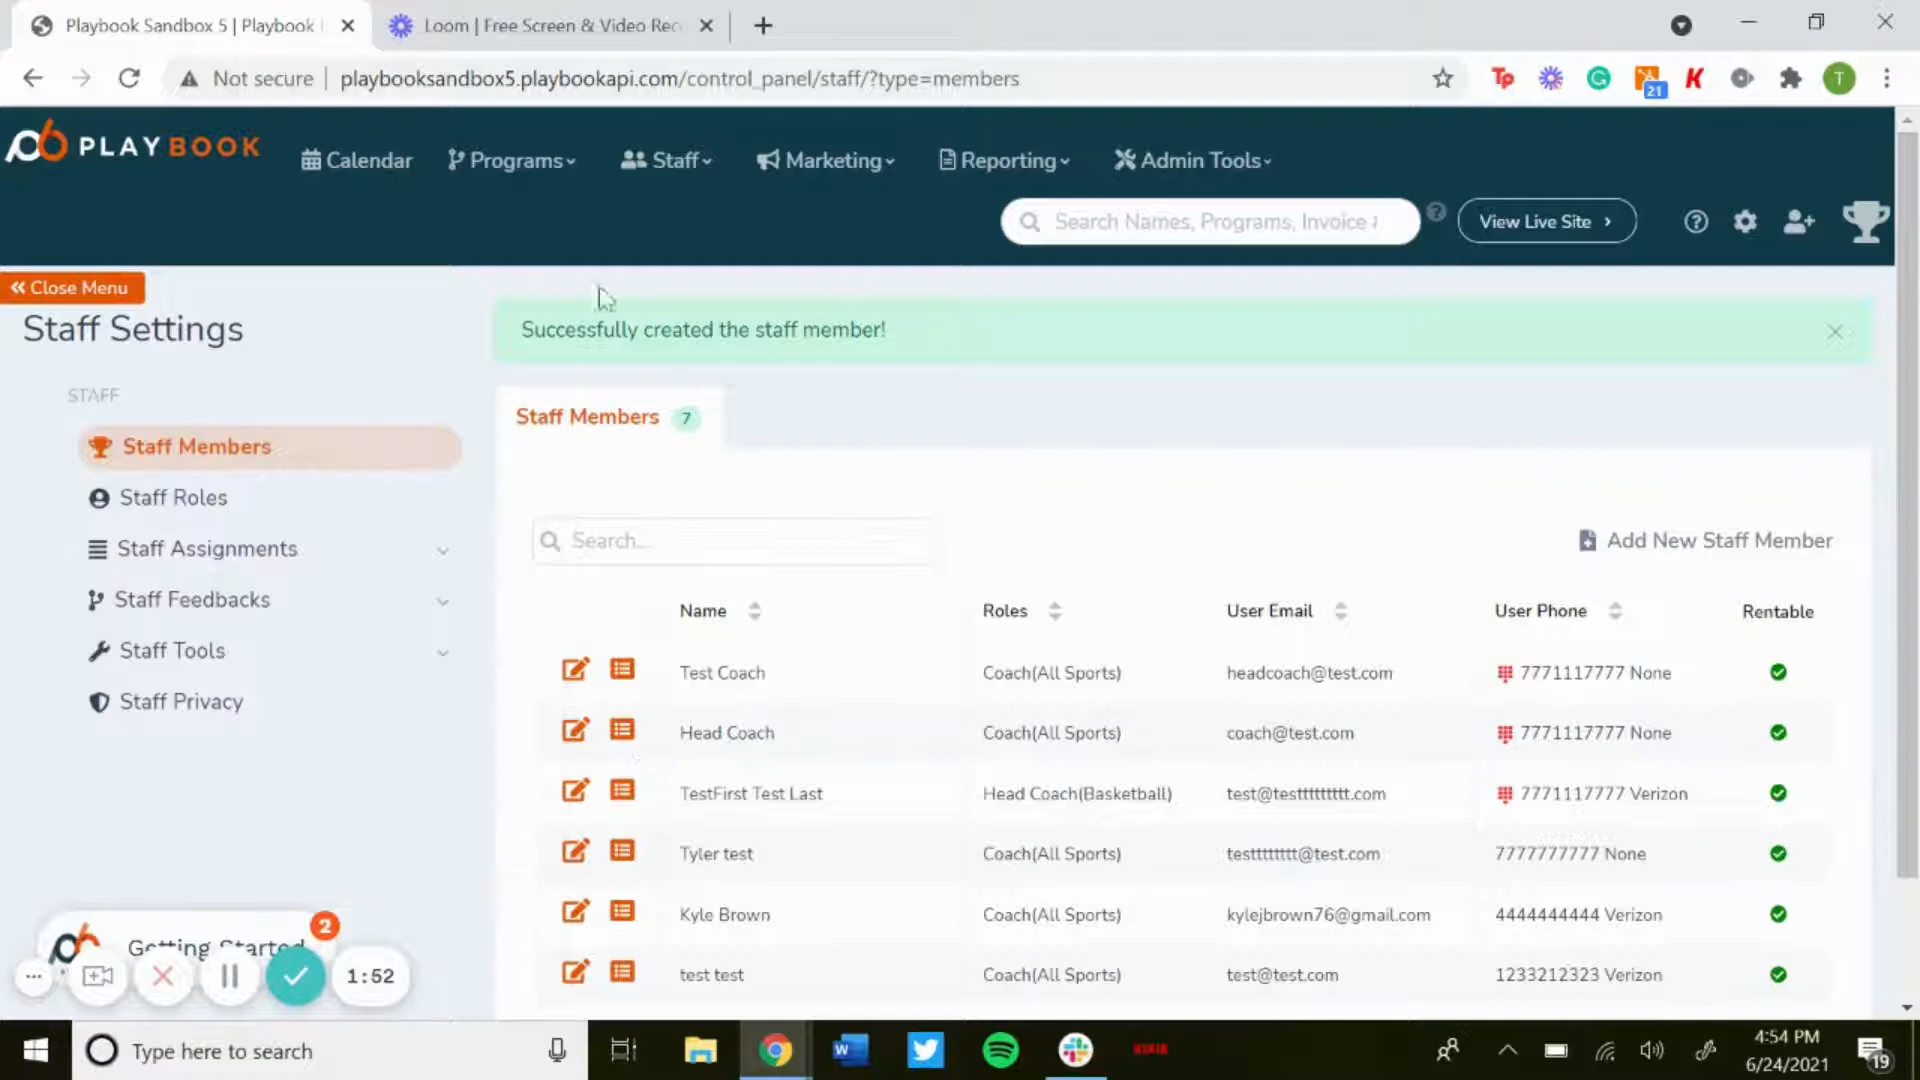 Playbook Sandbox 5 | Playbook
Loom | Free Screen & Video Rec
Not secure
playbooksandbox5.playbookapi.com/control_panel/staff/?type=members
Tp
21
K
T
PLAYBOOK
Calendar
Programs
Staff
Marketing
Reporting
Admin Tools
Search Names, Programs, Invoice #
View Live Site
Close Menu
Staff Settings
Successfully created the staff member!
STAFF
Staff Members
Staff Roles
Staff Assignments
Staff Feedbacks
Staff Tools
Staff Privacy
Staff Members 7
Search...
Add New Staff Member
Name Roles User Email User Phone Rentable
Test Coach Coach(All Sports) headcoach@test.com 7771117777 None
Head Coach Coach(All Sports) coach@test.com 7771117777 None
TestFirst Test Last Head Coach(Basketball) test@testttttttttt.com 7771117777 Verizon
Tyler test Coach(All Sports) testttttttt@test.com 7777777777 None
Kyle Brown Coach(All Sports) kylejbrown76@gmail.com 4444444444 Verizon
test test Coach(All Sports) test@test.com 1233212323 Verizon
Getting Started
2
1:52
Type here to search
4:54 PM
6/24/2021
19